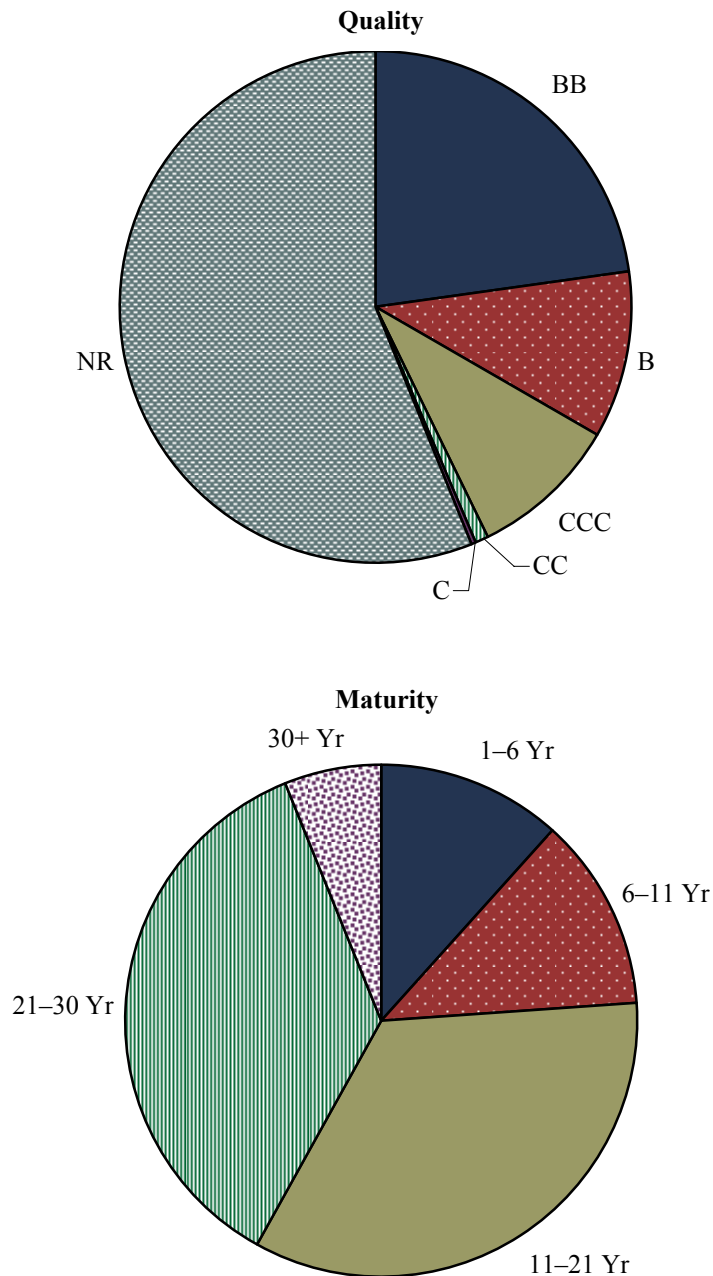 Quality
BB
NR
B
CCC
CC
C
Maturity
30+ Yr
1–6 Yr
6–11 Yr
21–30 Yr
11–21 Yr